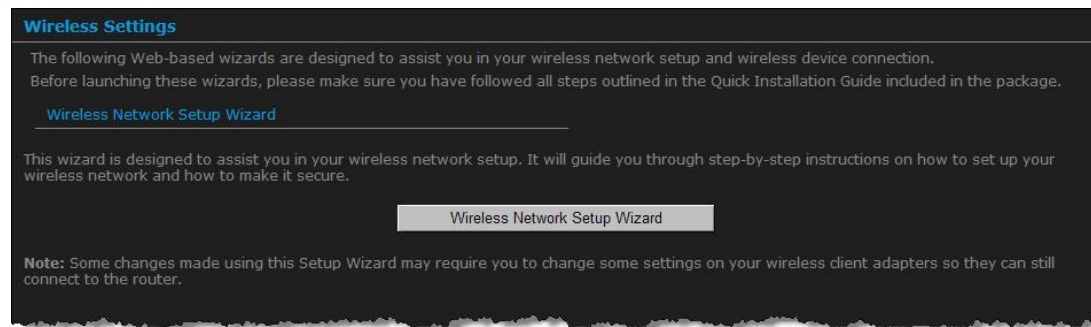 Wireless Settings
The following Web-based wizards are designed to assist you in your wireless network setup and wireless device connection.
Before launching these wizards, please make sure you have followed all steps outlined in the Quick Installation Guide included in the package.
Wireless Network Setup Wizard
This wizard is designed to assist you in your wireless network setup. It will guide you through step-by-step instructions on how to set up your
wireless network and how to make it secure.
Wireless Network Setup Wizard
Note: Some changes made using this Setup Wizard may require you to change some settings on your wireless client adapters so they can still
connect to the router.